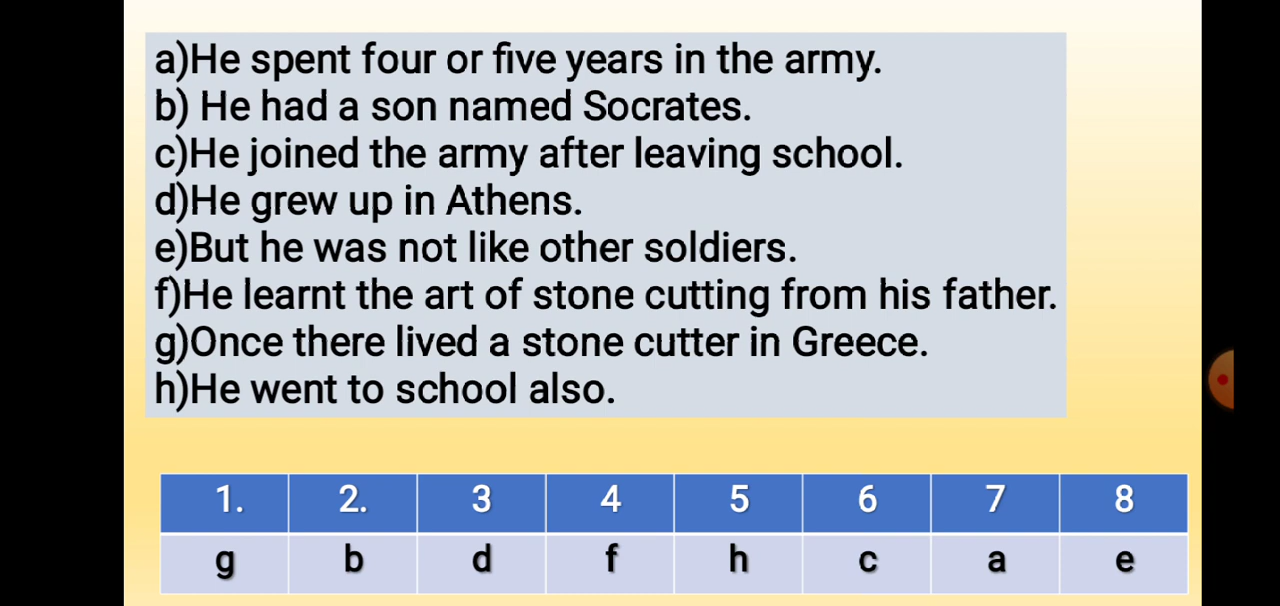 a)He spent four or five years in the army.
b) He had a son named Socrates.
c)He joined the army after leaving school.
d)He grew up in Athens.
e)But he was not like other soldiers.
f)He learnt the art of stone cutting from his father.
g)Once there lived a stone cutter in Greece.
h)He went to school also.
1. 2. 3 4 5 6 7 8
g b d f h c a e